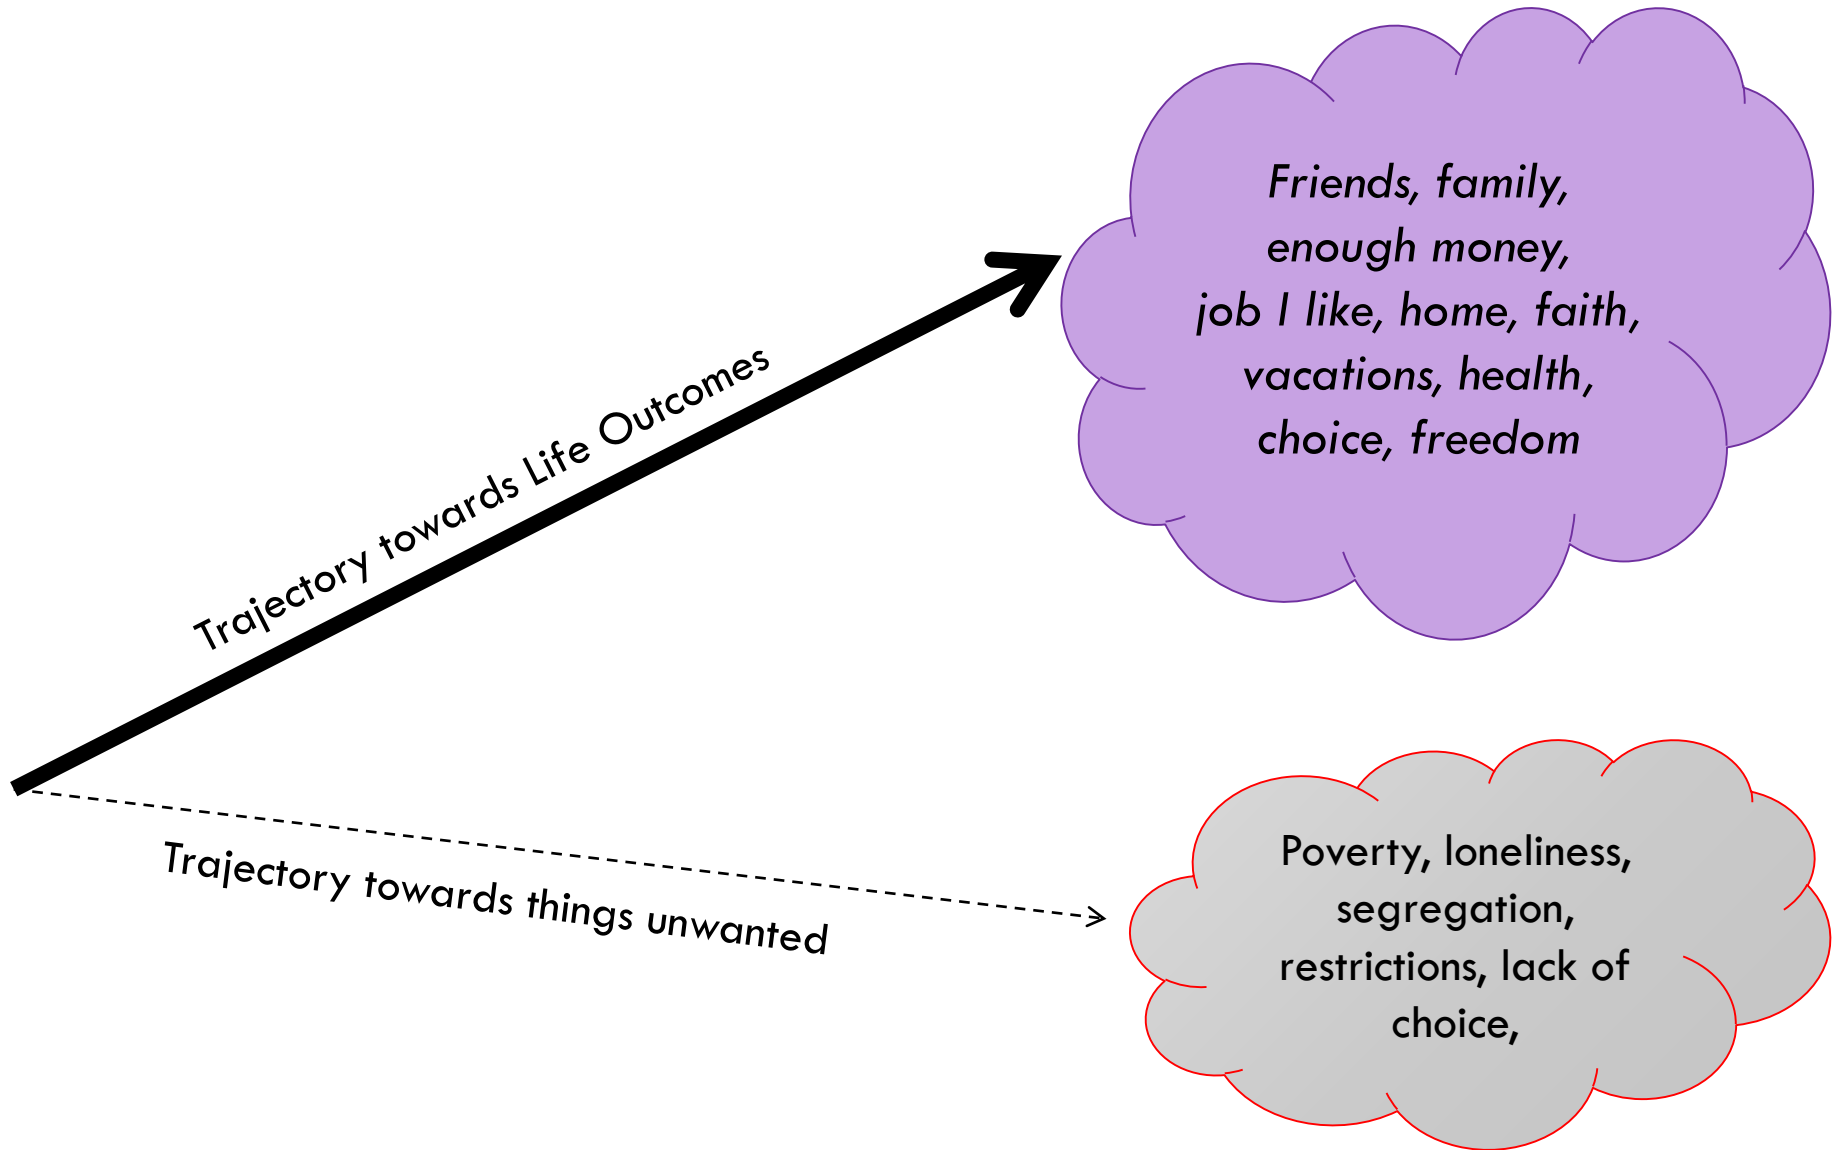 Friends, family,
enough money,
job I like, home, faith,
vacations, health,
choice, freedom
Trajectory towards Life Outcomes
Trajectory towards things unwanted
Poverty, loneliness,
segregation,
restrictions, lack of
choice,